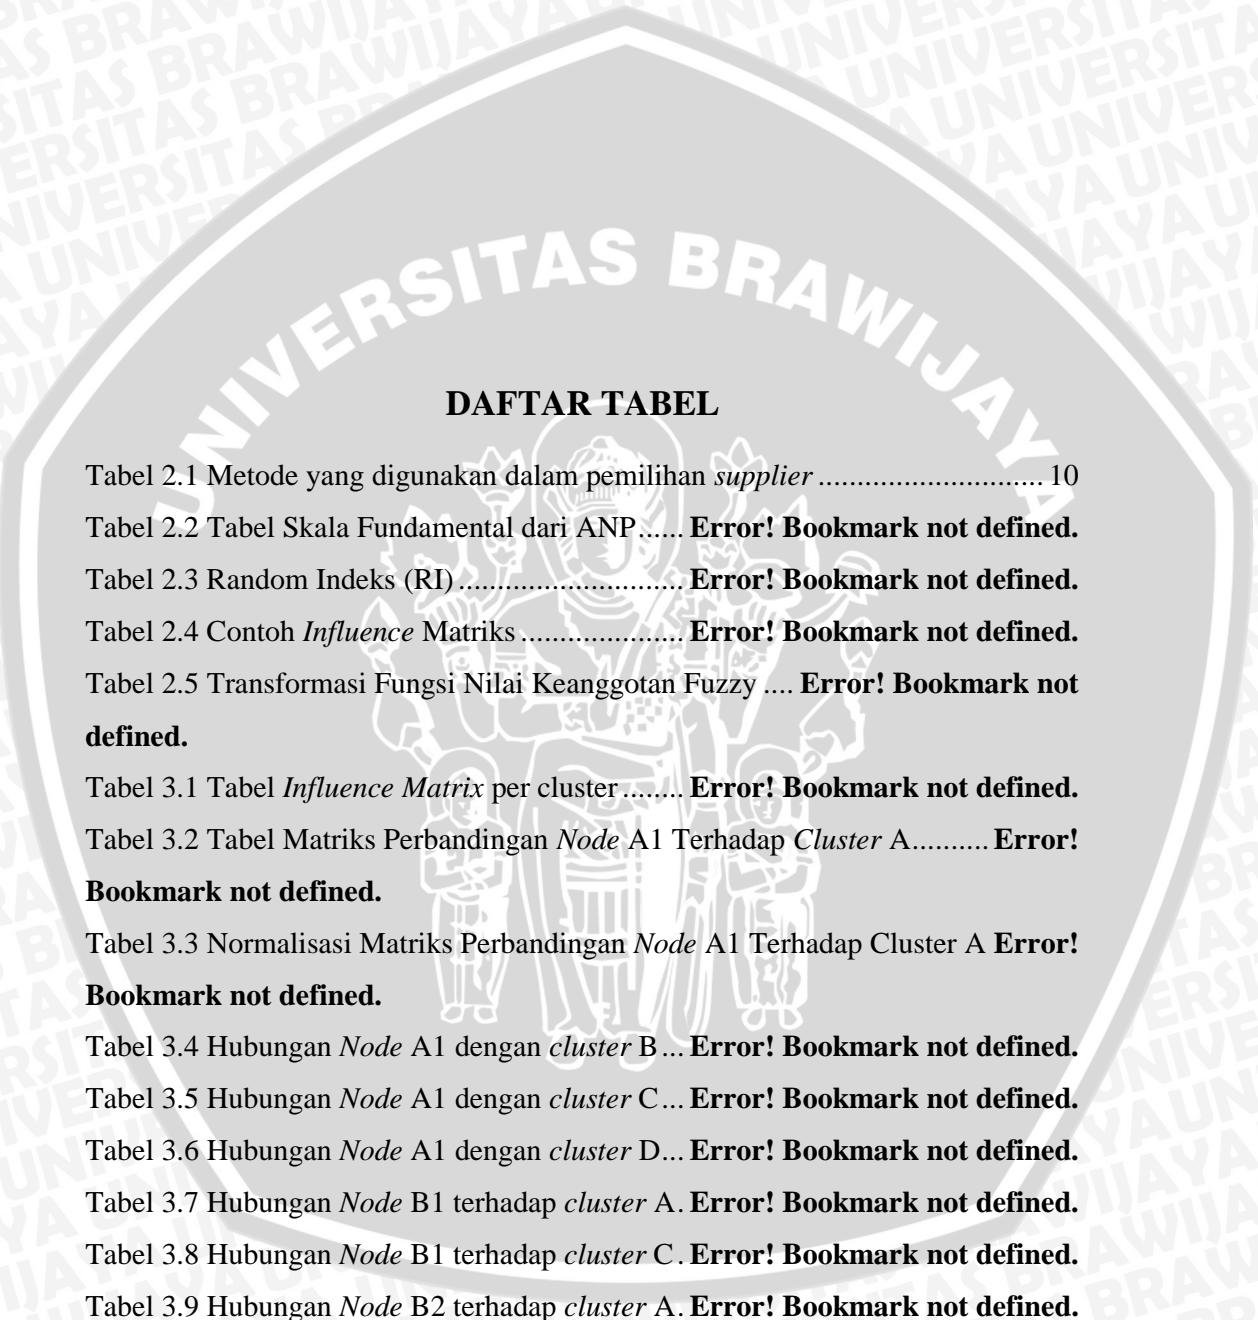 UNIVERSITAS BRAWIJAYA
DAFTAR TABEL
Tabel 2.1 Metode yang digunakan dalam pemilihan supplier ............................. 10
Tabel 2.2 Tabel Skala Fundamental dari ANP...... Error! Bookmark not defined.
Tabel 2.3 Random Indeks (RI) ............................. Error! Bookmark not defined.
Tabel 2.4 Contoh Influence Matriks ..................... Error! Bookmark not defined.
Tabel 2.5 Transformasi Fungsi Nilai Keanggotan Fuzzy .... Error! Bookmark not
defined.
Tabel 3.1 Tabel Influence Matrix per cluster ........ Error! Bookmark not defined.
Tabel 3.2 Tabel Matriks Perbandingan Node A1 Terhadap Cluster A.......... Error!
Bookmark not defined.
Tabel 3.3 Normalisasi Matriks Perbandingan Node A1 Terhadap Cluster A Error!
Bookmark not defined.
Tabel 3.4 Hubungan Node A1 dengan cluster B... Error! Bookmark not defined.
Tabel 3.5 Hubungan Node A1 dengan cluster C... Error! Bookmark not defined.
Tabel 3.6 Hubungan Node A1 dengan cluster D... Error! Bookmark not defined.
Tabel 3.7 Hubungan Node B1 terhadap cluster A. Error! Bookmark not defined.
Tabel 3.8 Hubungan Node B1 terhadap cluster C. Error! Bookmark not defined.
Tabel 3.9 Hubungan Node B2 terhadap cluster A. Error! Bookmark not defined.